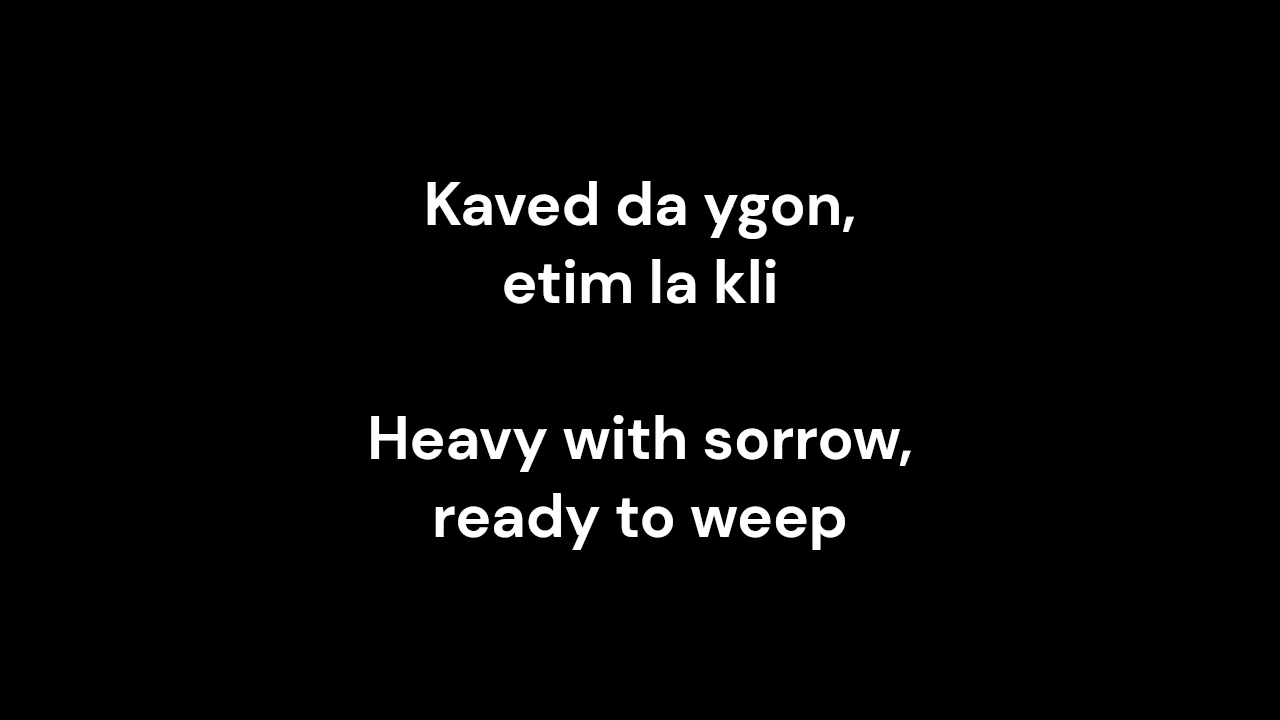 Kaved da ygon,
etim la kli
Heavy with sorrow,
ready to weep